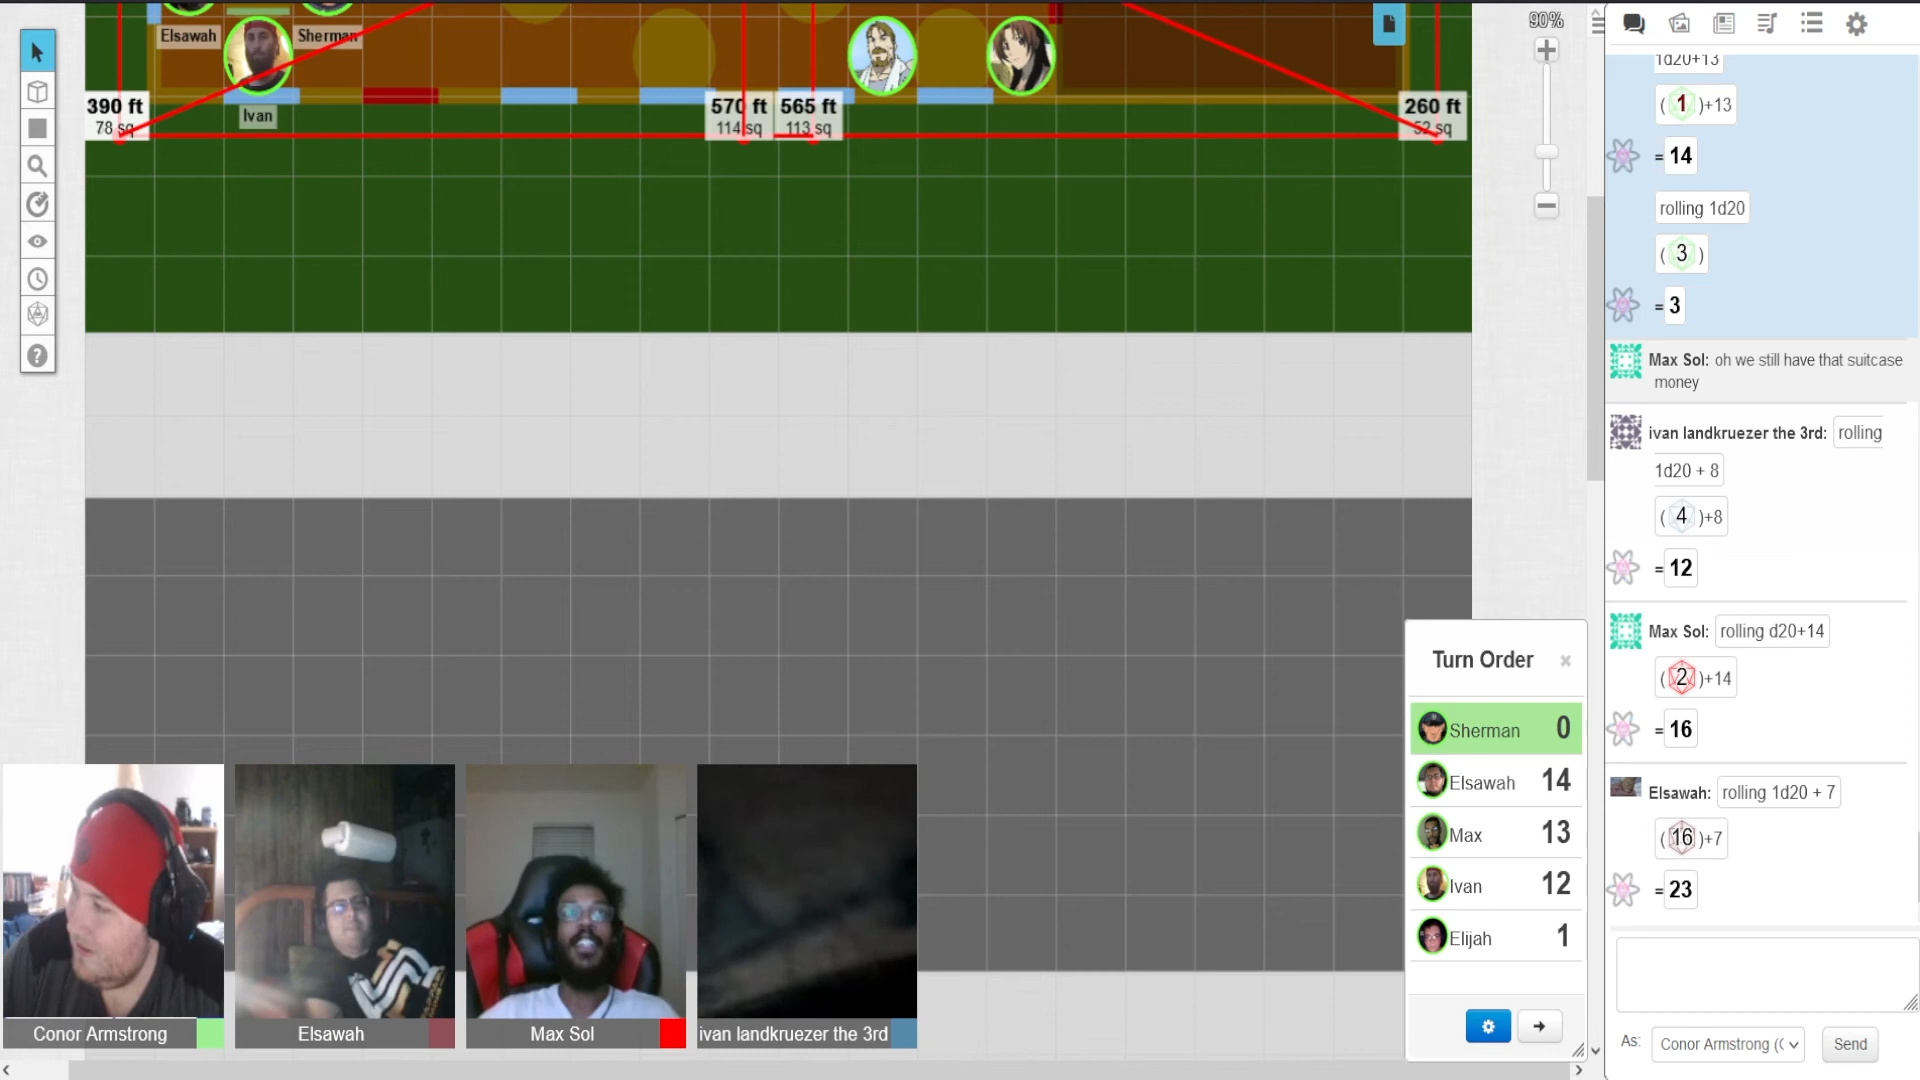 Elsawah
Sherman
Ivan
390 ft
78 sq
570 ft
114 sq
565 ft
113 sq
260 ft
52 sq
90%
1d20+13
( 1 )+13
= 14
rolling 1d20
( 3 )
= 3
Max Sol: oh we still have that suitcase
money
ivan landkruezer the 3rd: rolling
1d20 + 8
( 4 )+8
= 12
Max Sol: rolling d20+14
( 2 )+14
= 16
Elsawah: rolling 1d20 + 7
( 16 )+7
= 23
Turn Order ×
Sherman 0
Elsawah 14
Max 13
Ivan 12
Elijah 1
Conor Armstrong
Elsawah
Max Sol
ivan landkruezer the 3rd
As: Conor Armstrong (( Send